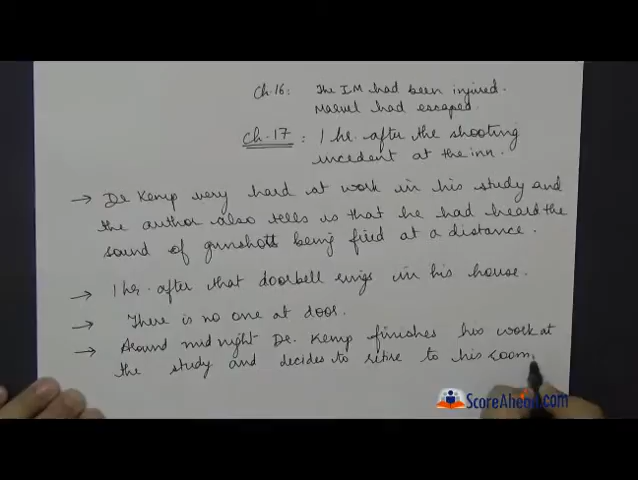 Ch.16: The IM had been injured.
Marvel had escaped.
Ch.17 : 1 hr. after the shooting
incedent at the inn.
→ Dr Kemp very hard at work in his study and
the author also tells us that he had heard the
sound of gunshots being fired at a distance.
→ 1 hr. after that doorbell rings in his house.
→ There is no one at door.
→ Around midnight Dr. Kemp finishes his work at
the study and decides to retire to his room.
ScoreAhead.com